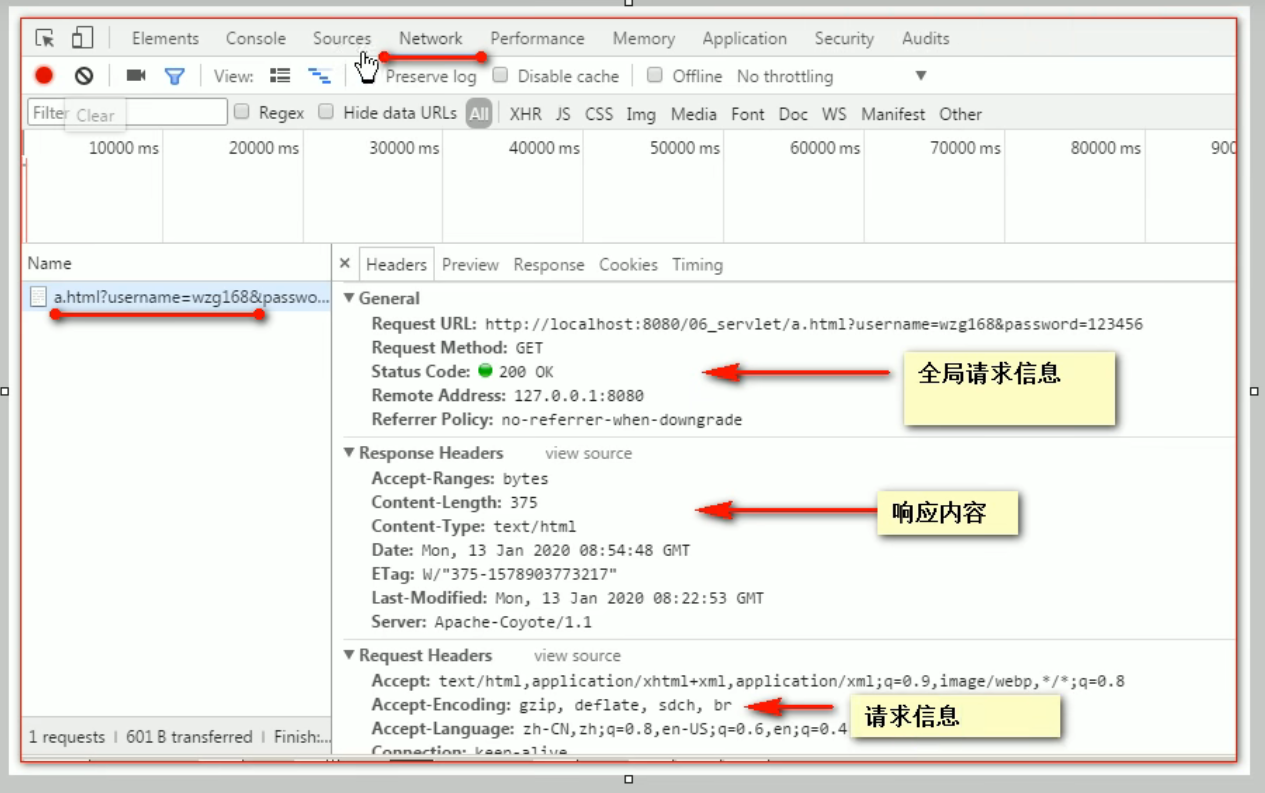 Elements Console Sources Network Performance Memory Application Security Audits
View: Preserve log Disable cache Offline No throttling
Filter Clear Regex Hide data URLs All XHR JS CSS Img Media Font Doc WS Manifest Other
10000 ms 20000 ms 30000 ms 40000 ms 50000 ms 60000 ms 70000 ms 80000 ms 900
Name
a.html?username=wzg168&passwo...
1 requests | 601 B transferred | Finish:...
× Headers Preview Response Cookies Timing
General
Request URL: http://localhost:8080/06_servlet/a.html?username=wzg168&password=123456
Request Method: GET
Status Code: 200 OK
Remote Address: 127.0.0.1:8080
Referrer Policy: no-referrer-when-downgrade
全局请求信息
Response Headers view source
Accept-Ranges: bytes
Content-Length: 375
Content-Type: text/html
Date: Mon, 13 Jan 2020 08:54:48 GMT
ETag: W/"375-1578903773217"
Last-Modified: Mon, 13 Jan 2020 08:22:53 GMT
Server: Apache-Coyote/1.1
响应内容
Request Headers view source
Accept: text/html,application/xhtml+xml,application/xml;q=0.9,image/webp,*/*;q=0.8
Accept-Encoding: gzip, deflate, sdch, br
Accept-Language: zh-CN,zh;q=0.8,en-US;q=0.6,en;q=0.4
Connection: keep-alive
请求信息